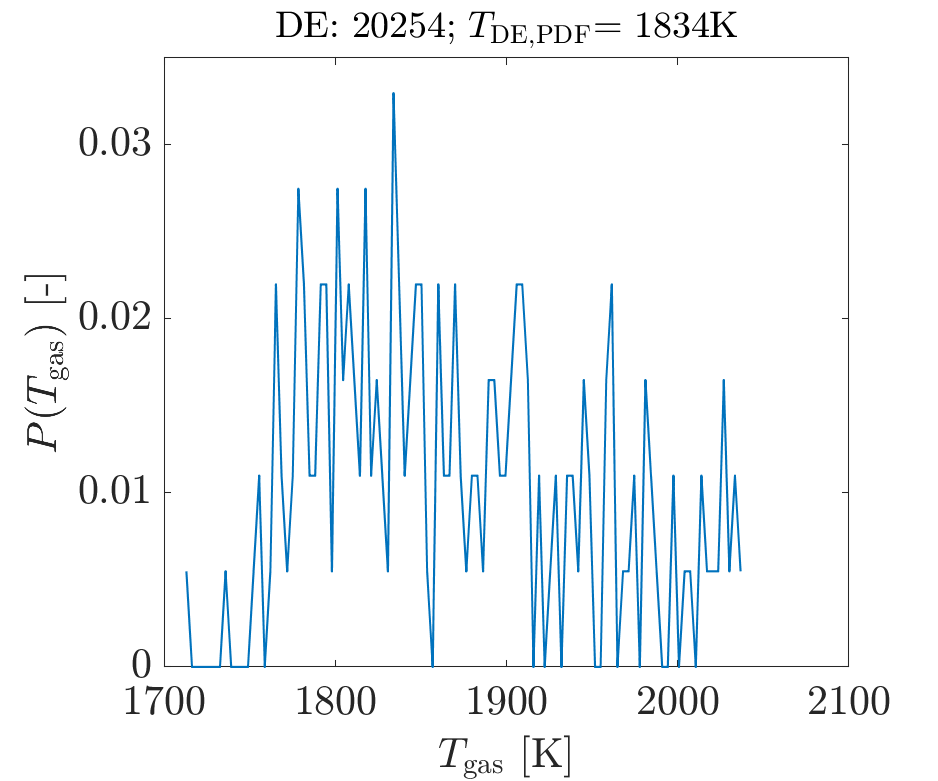 DE: 20254; T_DE,PDF= 1834K
P(T_gas) [-]
0.03
0.02
0.01
0
1700 1800 1900 2000 2100
T_gas [K]